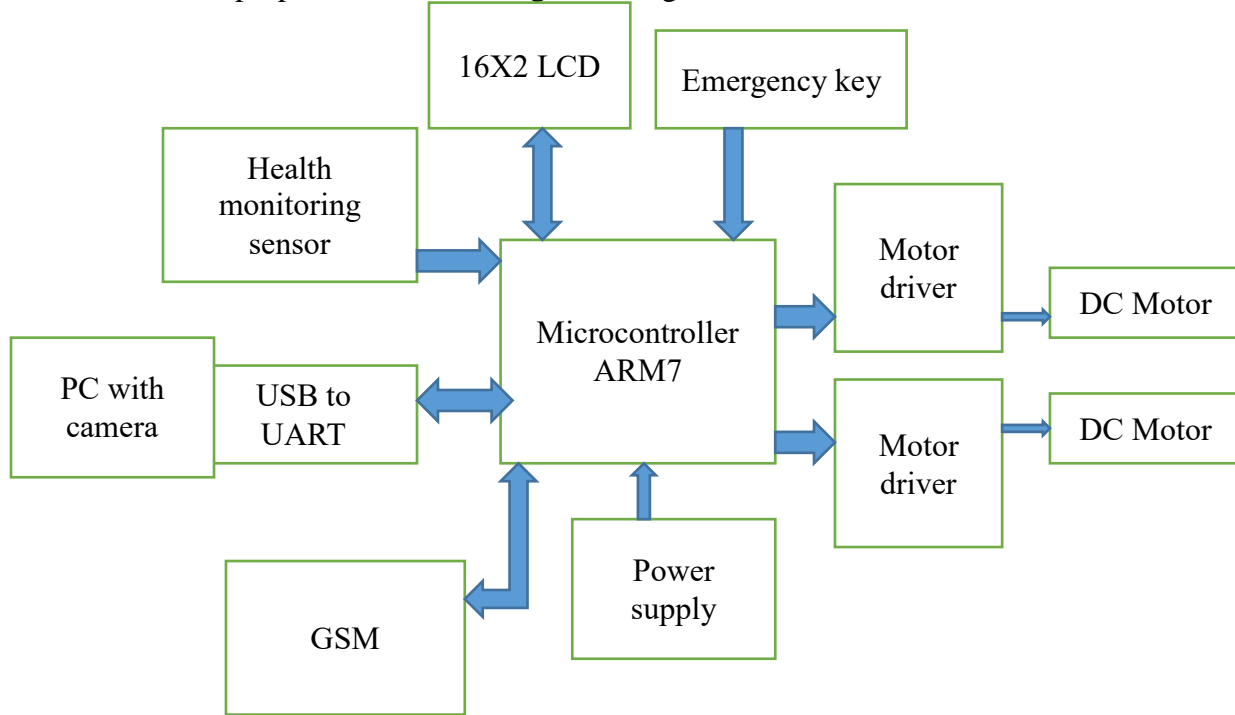 16X2 LCD
Emergency key
Health
monitoring
sensor
Motor
driver
DC Motor
Microcontroller
ARM7
PC with
camera
USB to
UART
DC Motor
Motor
driver
Power
supply
GSM